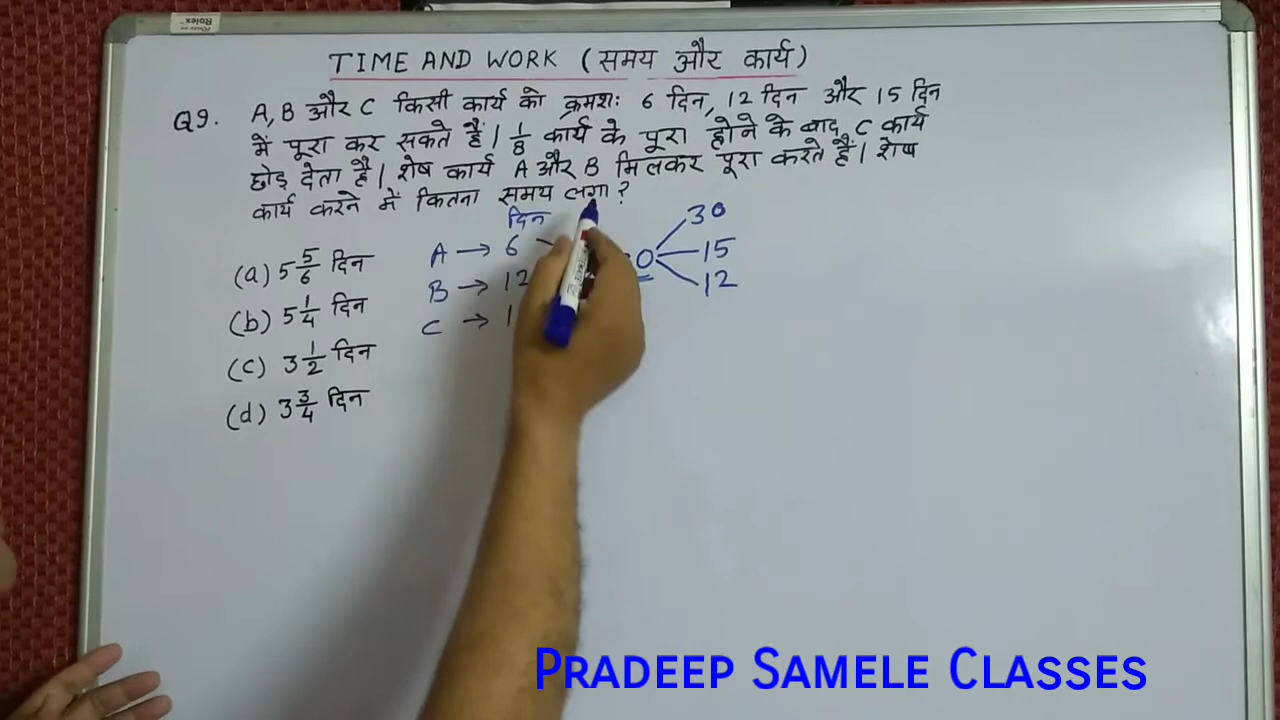 Rolex
TIME AND WORK (समय और कार्य)
Q9. A, B और C किसी कार्य को क्रमशः 6 दिन, 12 दिन और 15 दिन
में पूरा कर सकते हैं। 1/8 कार्य के पूरा होने के बाद C कार्य
छोड़ देता है। शेष कार्य A और B मिलकर पूरा करते है। शेष
कार्य करने में कितना समय लगा?
दिन
(a) 5 5/6 दिन
(b) 5 1/4 दिन
(c) 3 1/2 दिन
(d) 3 3/4 दिन
A → 6
B → 12
C → 1
0
30
15
12
PRADEEP SAMELE CLASSES